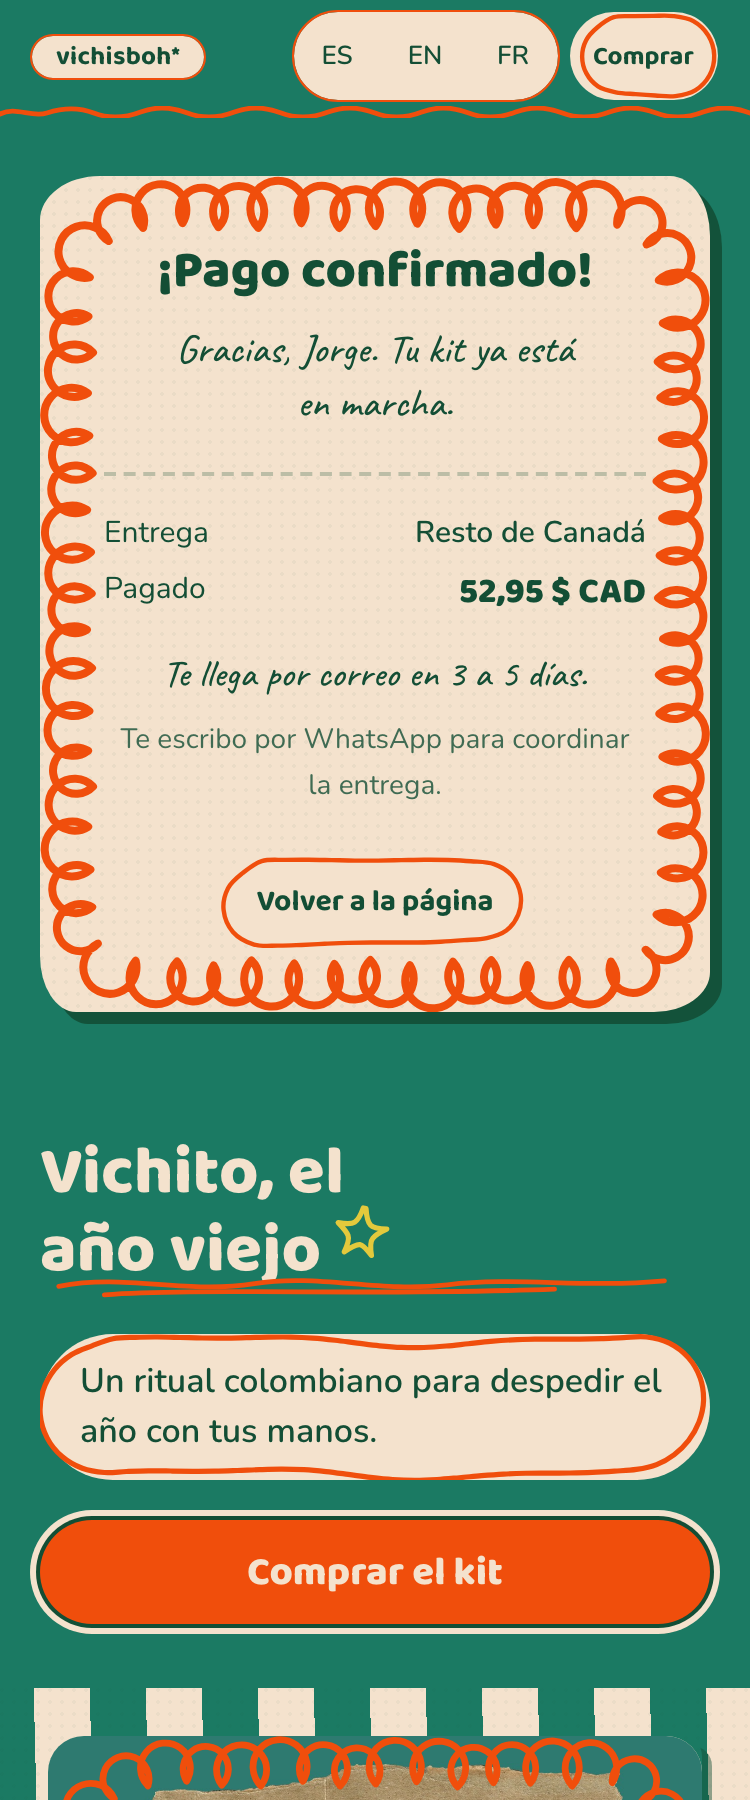 vichisboh*
ES EN FR
Comprar
¡Pago confirmado!
Gracias, Jorge. Tu kit ya está
en marcha.
Entrega Resto de Canadá
Pagado 52,95 $ CAD
Te llega por correo en 3 a 5 días.
Te escribo por WhatsApp para coordinar
la entrega.
Volver a la página
Vichito, el
año viejo
Un ritual colombiano para despedir el
año con tus manos.
Comprar el kit